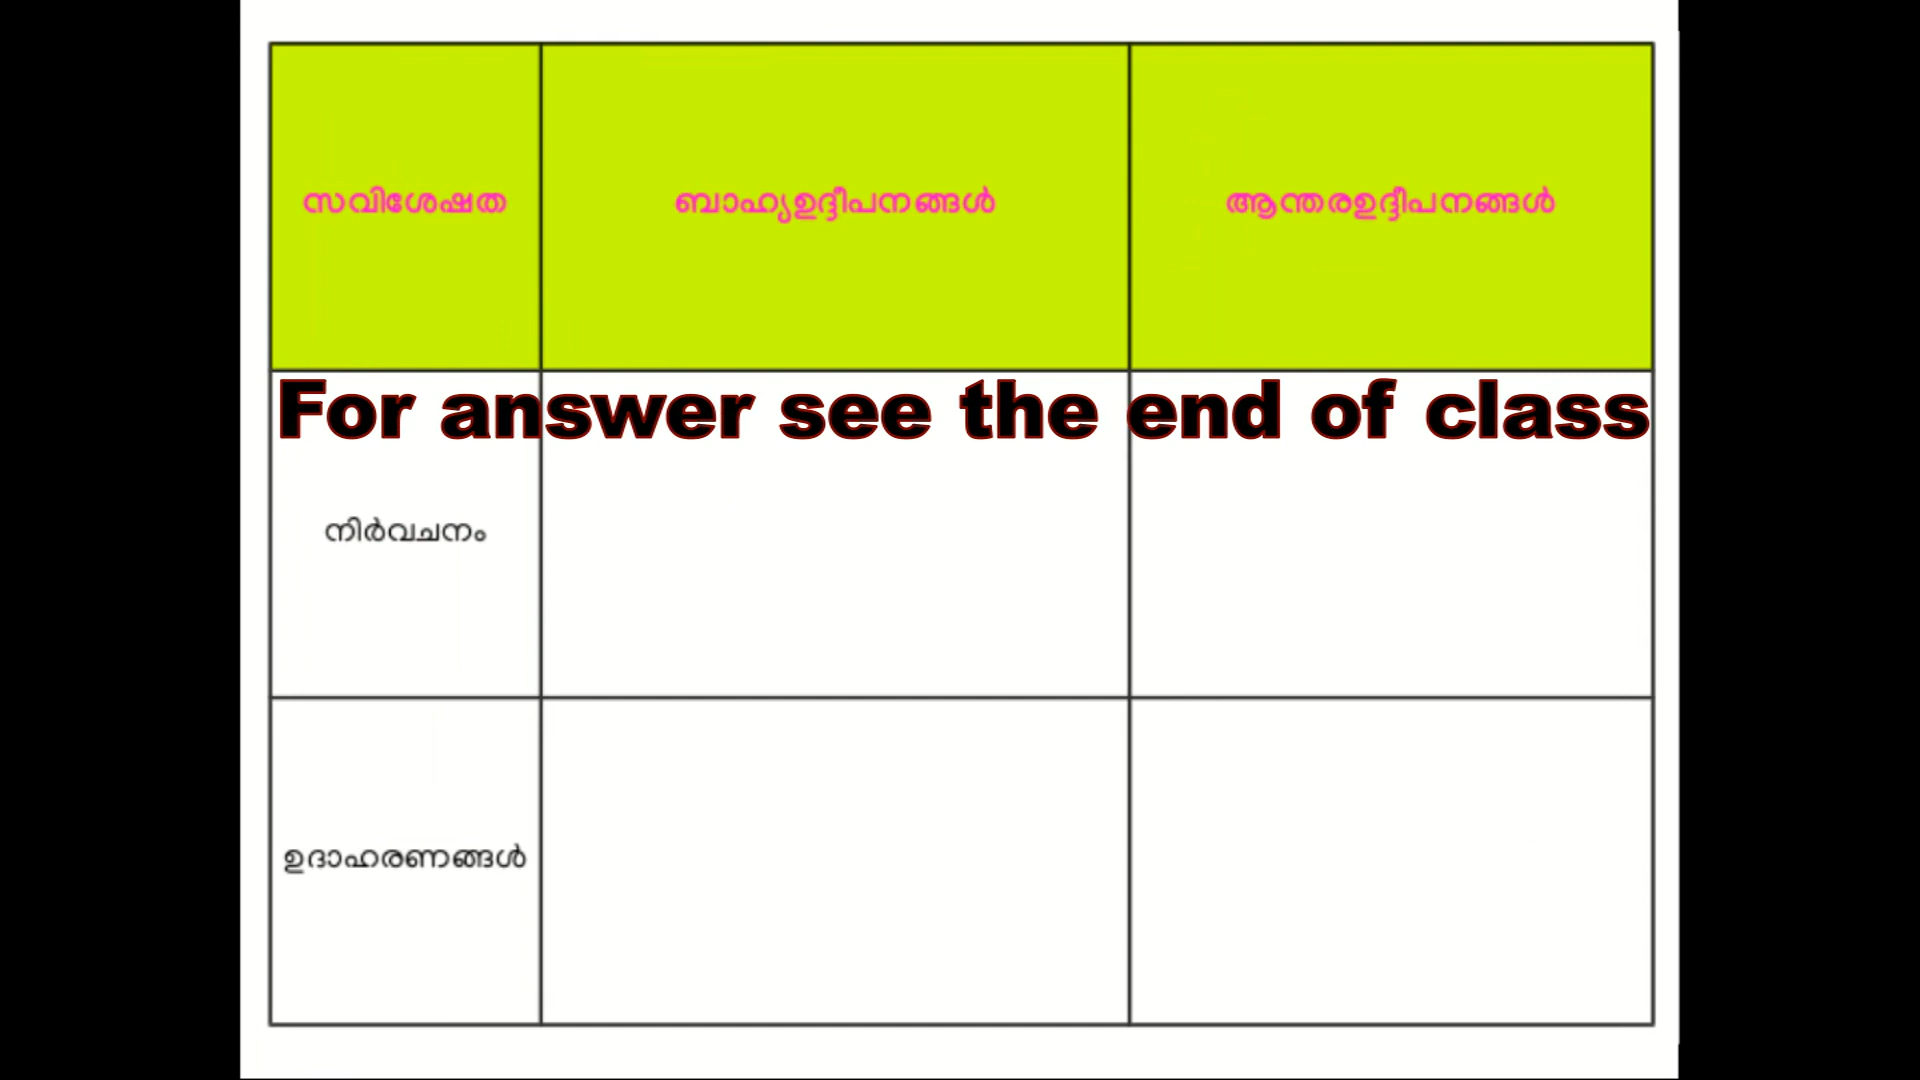 സവിശേഷത
ബാഹ്യഉദ്ദീപനങ്ങൾ
ആന്തരഉദ്ദീപനങ്ങൾ
For answer see the end of class
നിർവചനം
ഉദാഹരണങ്ങൾ